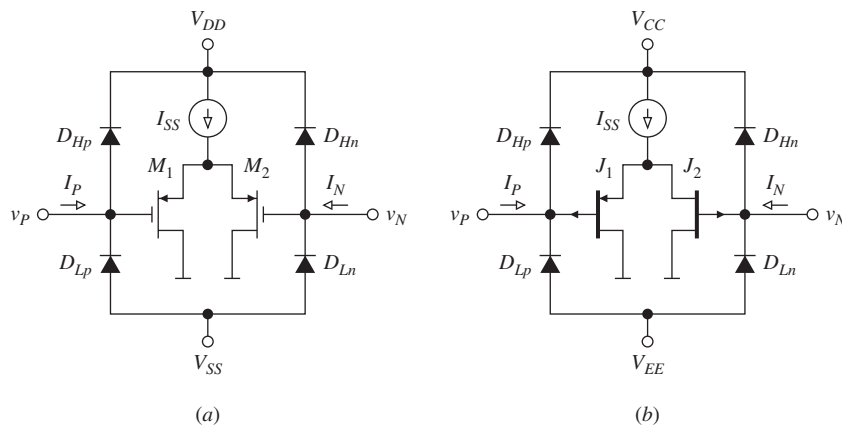 V_DD
V_CC
I_SS
I_SS
D_Hp
D_Hn
D_Hp
D_Hn
M_1
M_2
J_1
J_2
I_P
I_N
I_P
I_N
v_P
v_N
v_P
v_N
D_Lp
D_Ln
D_Lp
D_Ln
V_SS
V_EE
(a)
(b)